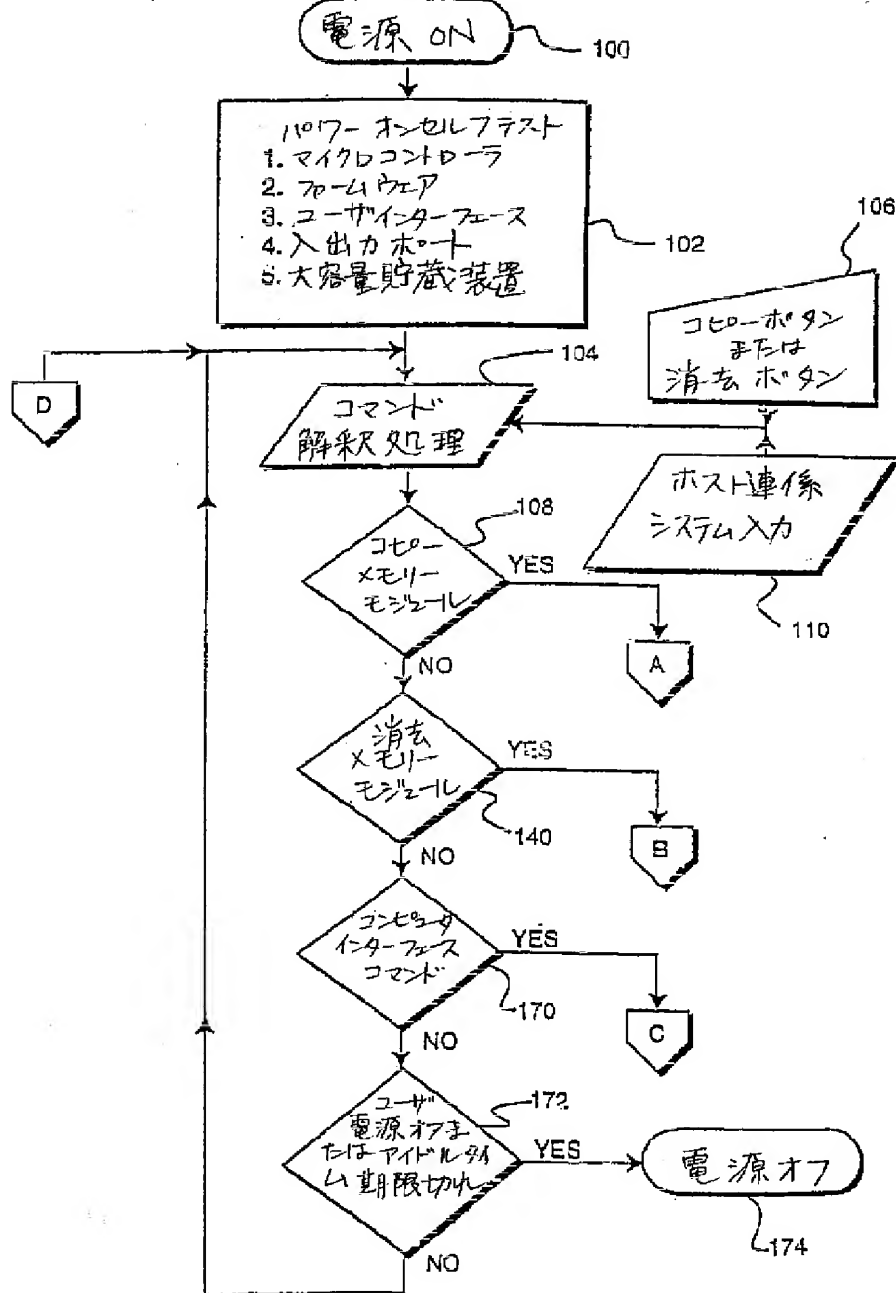 電源 ON
100
パワーオンセルフテスト
1. マイクロコントローラ
2. ファームウェア
3. ユーザインターフェース
4. 入出力ポート
5. 大容量貯蔵装置
102
106
コピーボタン
または
消去ボタン
104
D
コマンド
解釈処理
ホスト連係
システム入力
110
108
コピー
メモリー
モジュール
YES
A
NO
消去
メモリー
モジュール
YES
140
B
NO
コンピュータ
インターフェース
コマンド
YES
170
C
NO
172
ユーザ
電源オフま
たはアイドルタイ
ム期限切れ
YES
電源オフ
174
NO